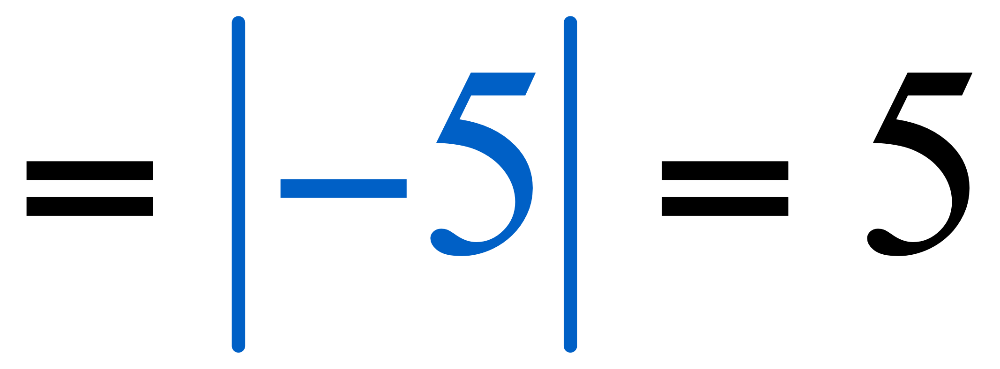 = |−5| = 5